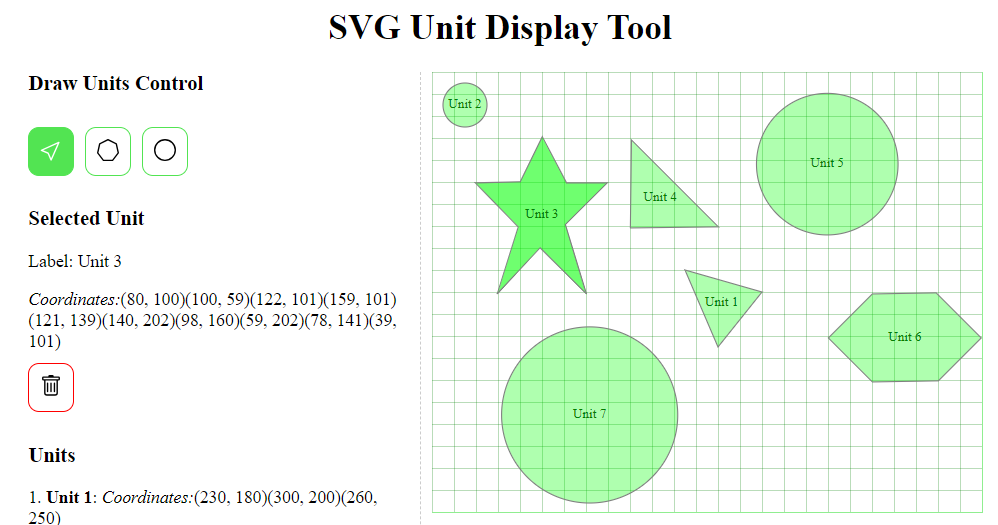 SVG Unit Display Tool
Draw Units Control
Selected Unit
Label: Unit 3
Coordinates:(80, 100)(100, 59)(122, 101)(159, 101)
(121, 139)(140, 202)(98, 160)(59, 202)(78, 141)(39,
101)
Units
1. Unit 1: Coordinates:(230, 180)(300, 200)(260,
250)
Unit 2
Unit 5
Unit 4
Unit 3
Unit 1
Unit 6
Unit 7